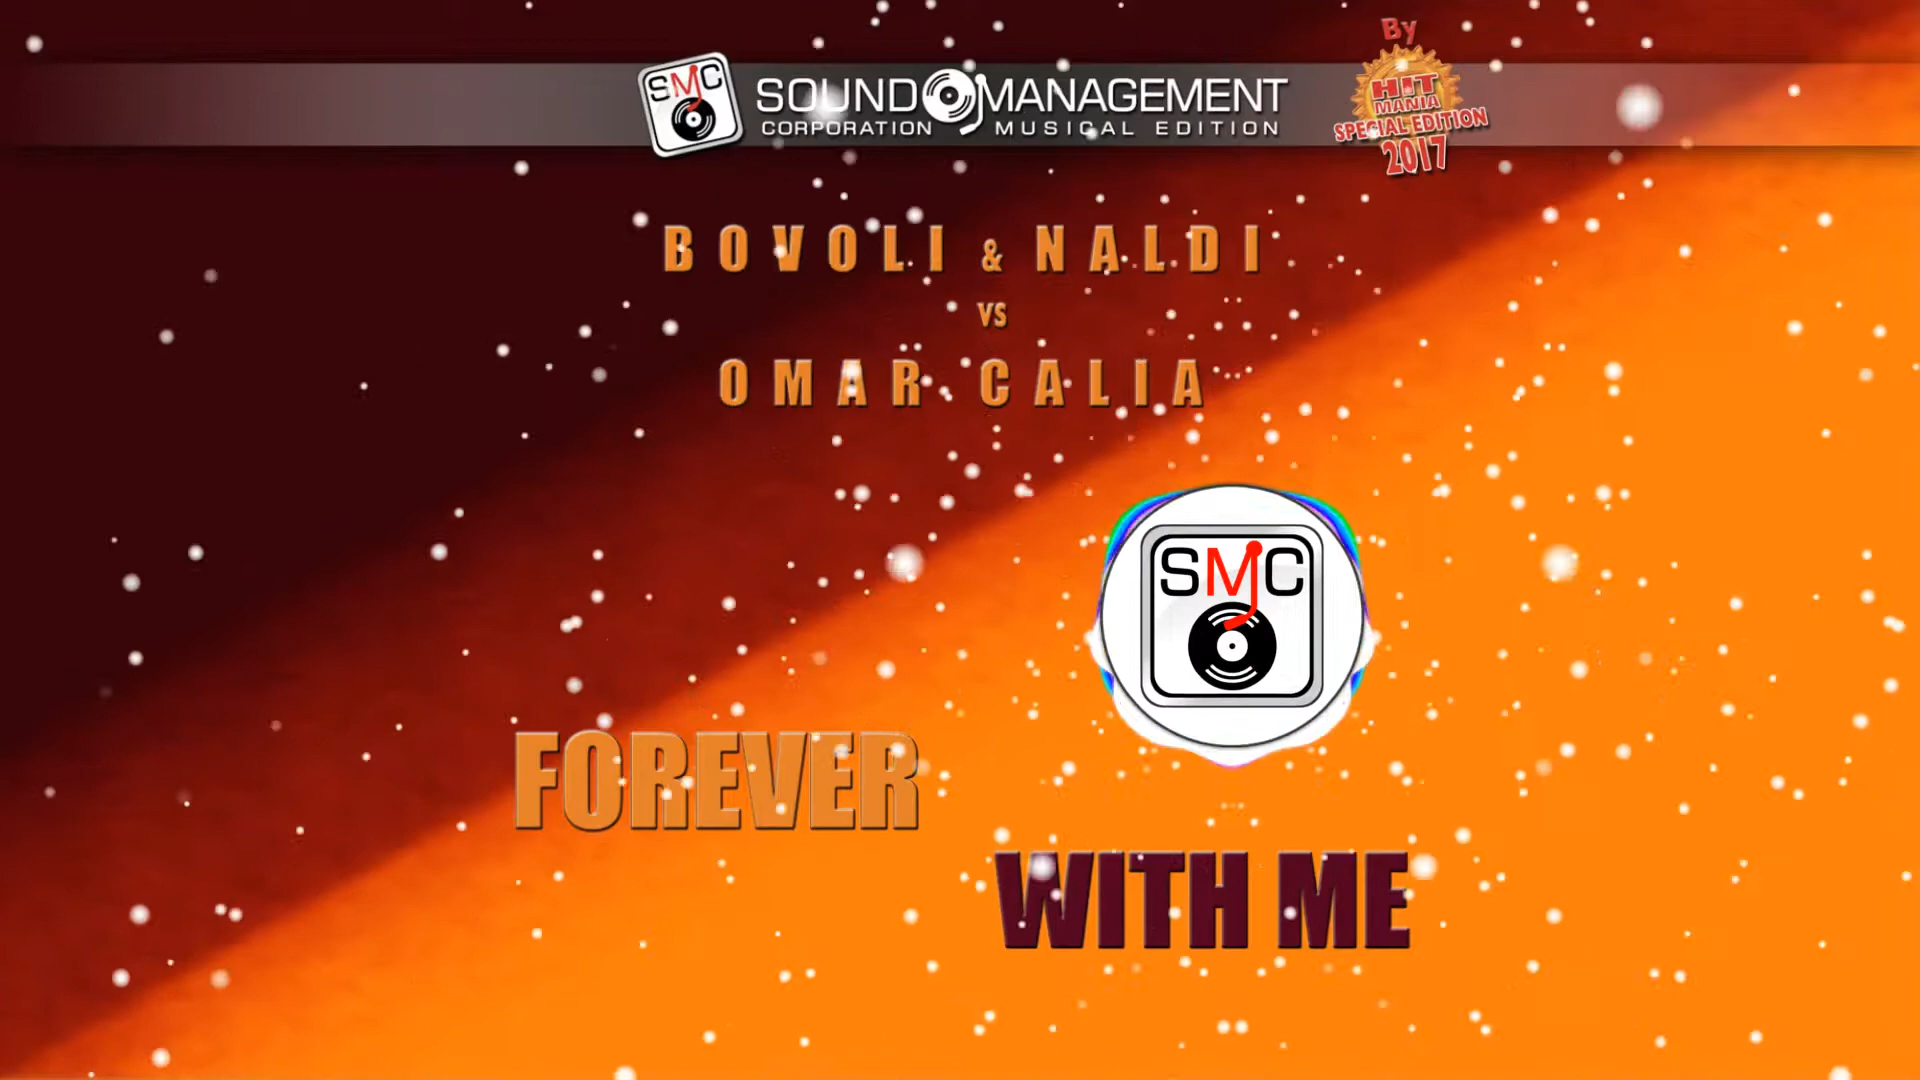 By
SMC
SOUND MANAGEMENT
CORPORATION MUSICAL EDITION
HIT
MANIA
SPECIAL EDITION
2017
BOVOLI & NALDI
VS
OMAR CALIA
SMC
FOREVER
WITH ME